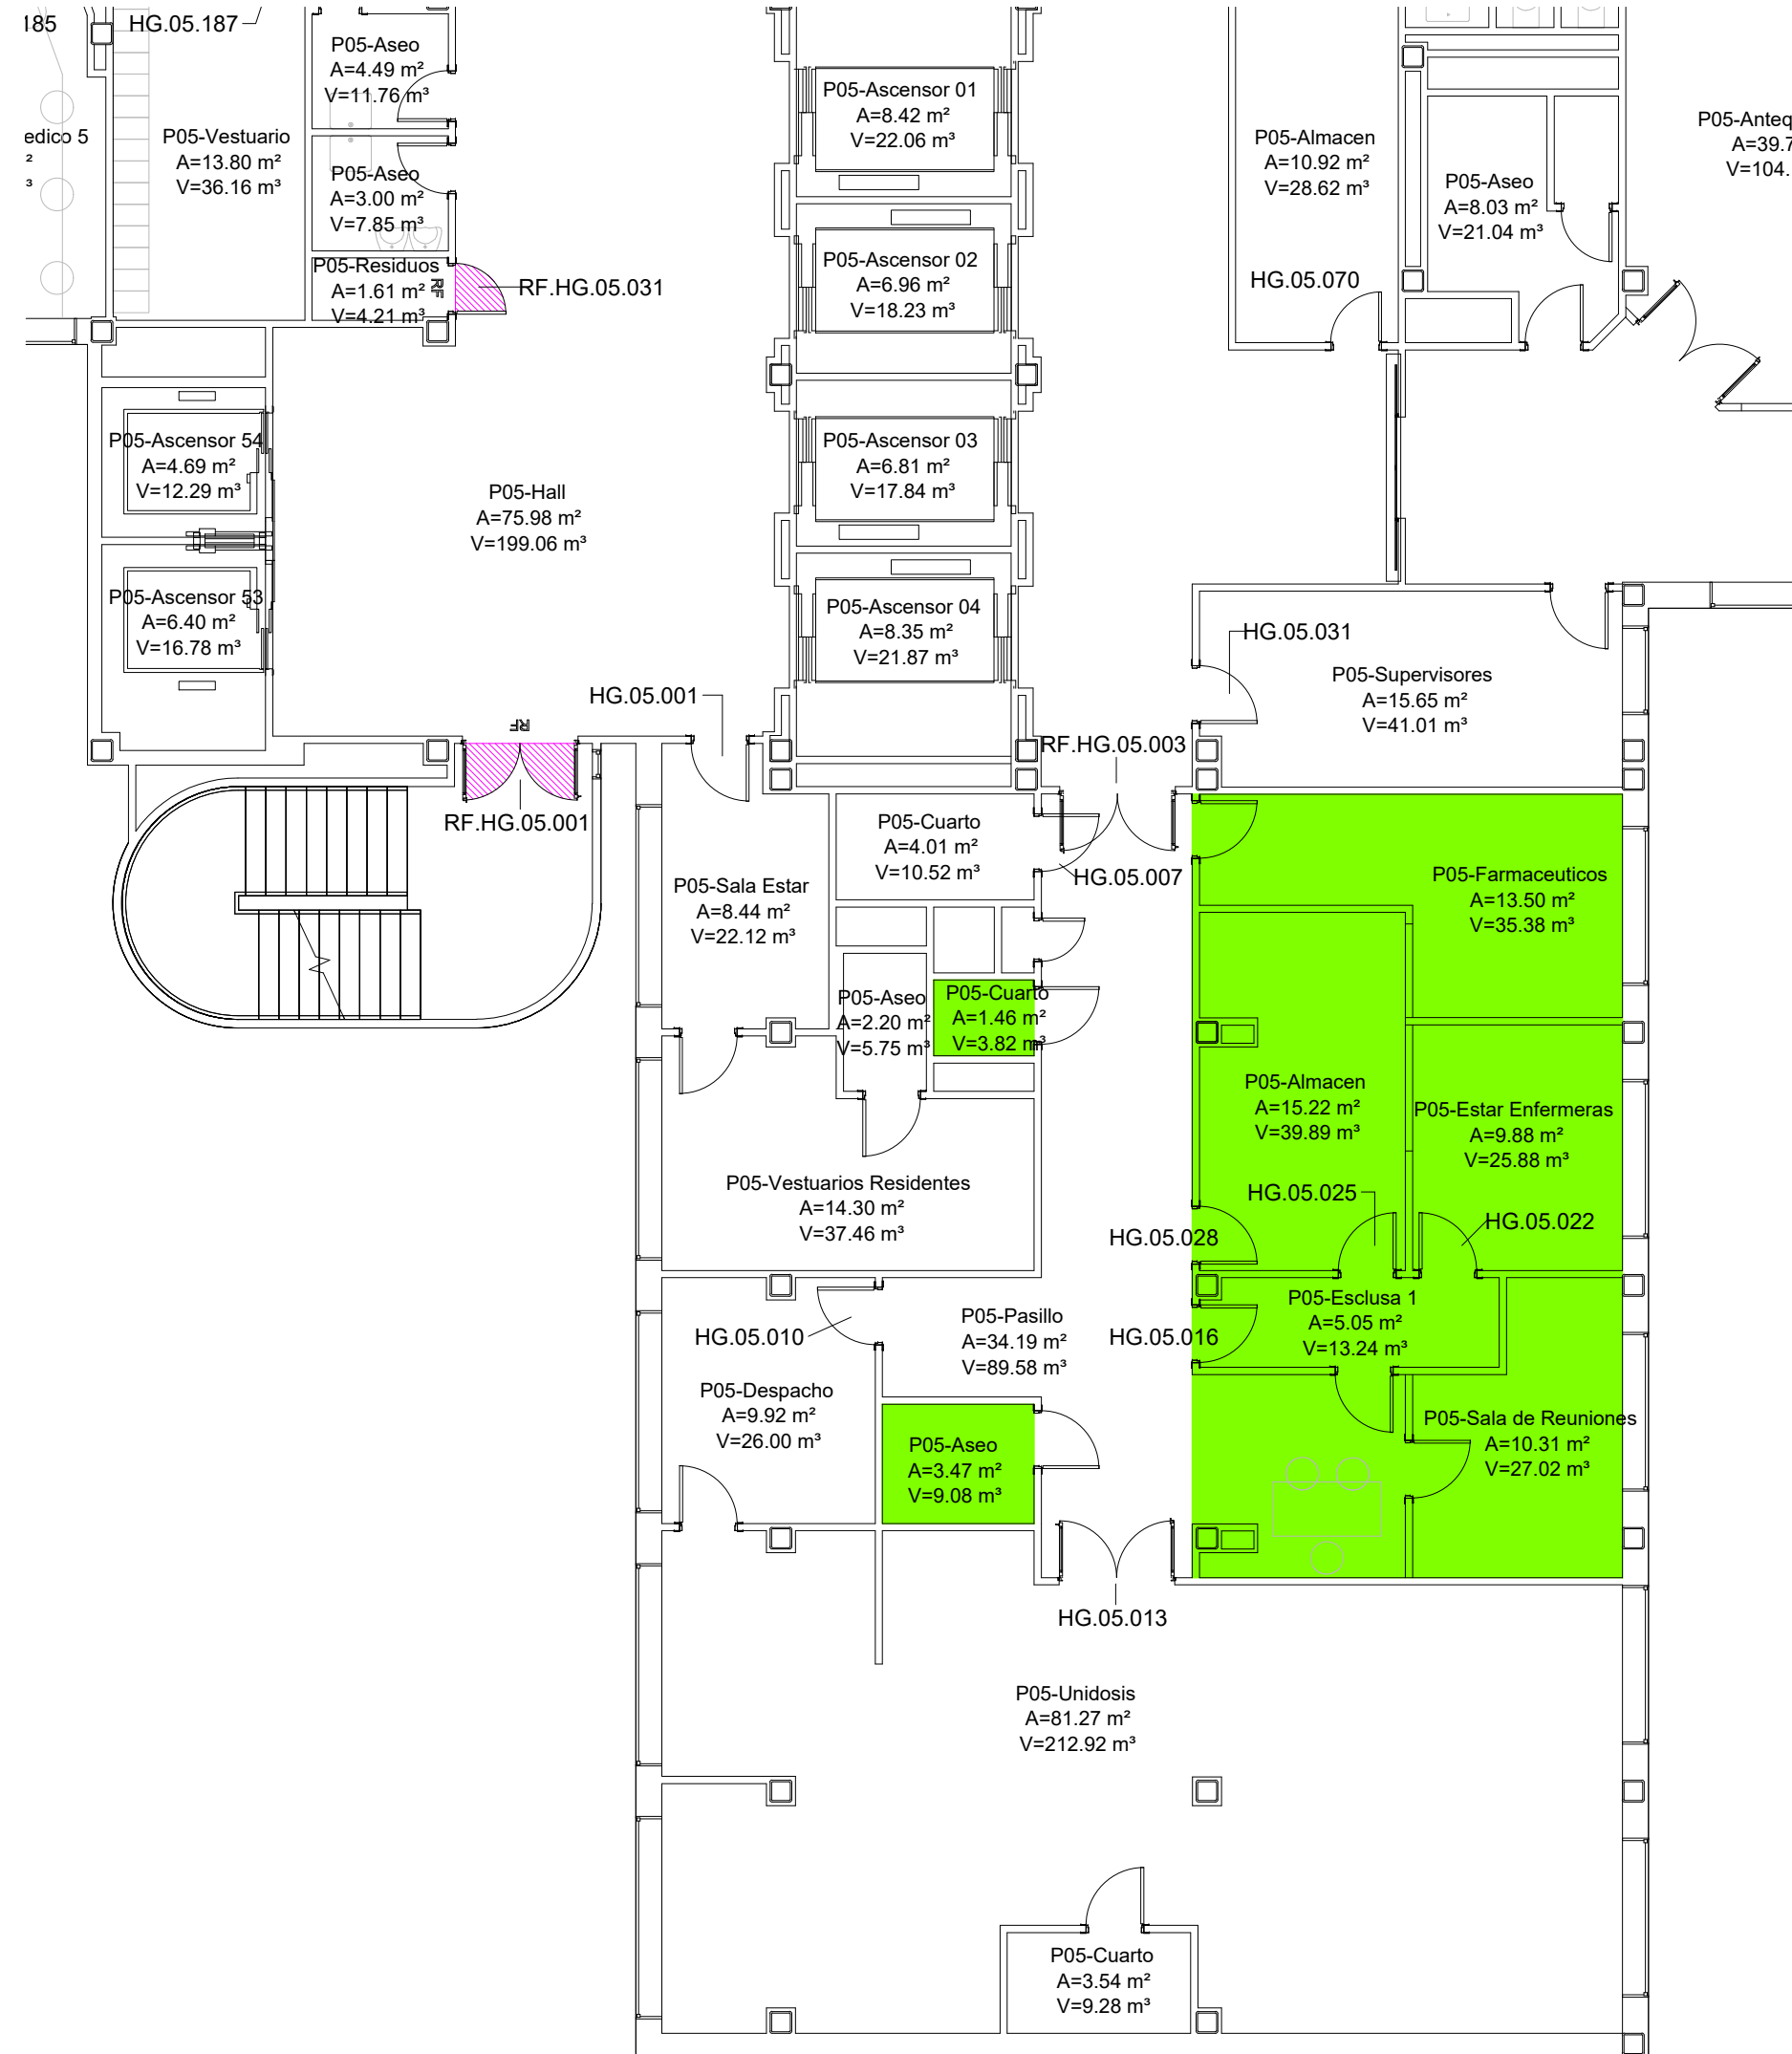 185
HG.05.187
P05-Aseo
A=4.49 m²
V=11.76 m³
edico 5
²
³
P05-Vestuario
A=13.80 m²
V=36.16 m³
P05-Aseo
A=3.00 m²
V=7.85 m³
P05-Residuos
A=1.61 m²
V=4.21 m³
RF
RF.HG.05.031
P05-Ascensor 01
A=8.42 m²
V=22.06 m³
P05-Ascensor 02
A=6.96 m²
V=18.23 m³
P05-Ascensor 03
A=6.81 m²
V=17.84 m³
P05-Ascensor 04
A=8.35 m²
V=21.87 m³
P05-Almacen
A=10.92 m²
V=28.62 m³
HG.05.070
P05-Aseo
A=8.03 m²
V=21.04 m³
P05-Anteq
A=39.7
V=104.
P05-Ascensor 54
A=4.69 m²
V=12.29 m³
P05-Hall
A=75.98 m²
V=199.06 m³
P05-Ascensor 53
A=6.40 m²
V=16.78 m³
HG.05.031
P05-Supervisores
A=15.65 m²
V=41.01 m³
HG.05.001
RF
RF.HG.05.001
RF.HG.05.003
P05-Cuarto
A=4.01 m²
V=10.52 m³
HG.05.007
P05-Sala Estar
A=8.44 m²
V=22.12 m³
P05-Farmaceuticos
A=13.50 m²
V=35.38 m³
P05-Aseo
A=2.20 m²
V=5.75 m³
P05-Cuarto
A=1.46 m²
V=3.82 m³
P05-Almacen
A=15.22 m²
V=39.89 m³
P05-Estar Enfermeras
A=9.88 m²
V=25.88 m³
P05-Vestuarios Residentes
A=14.30 m²
V=37.46 m³
HG.05.025
HG.05.022
HG.05.028
P05-Esclusa 1
A=5.05 m²
V=13.24 m³
HG.05.010
P05-Pasillo
A=34.19 m²
V=89.58 m³
HG.05.016
P05-Despacho
A=9.92 m²
V=26.00 m³
P05-Aseo
A=3.47 m²
V=9.08 m³
P05-Sala de Reuniones
A=10.31 m²
V=27.02 m³
HG.05.013
P05-Unidosis
A=81.27 m²
V=212.92 m³
P05-Cuarto
A=3.54 m²
V=9.28 m³